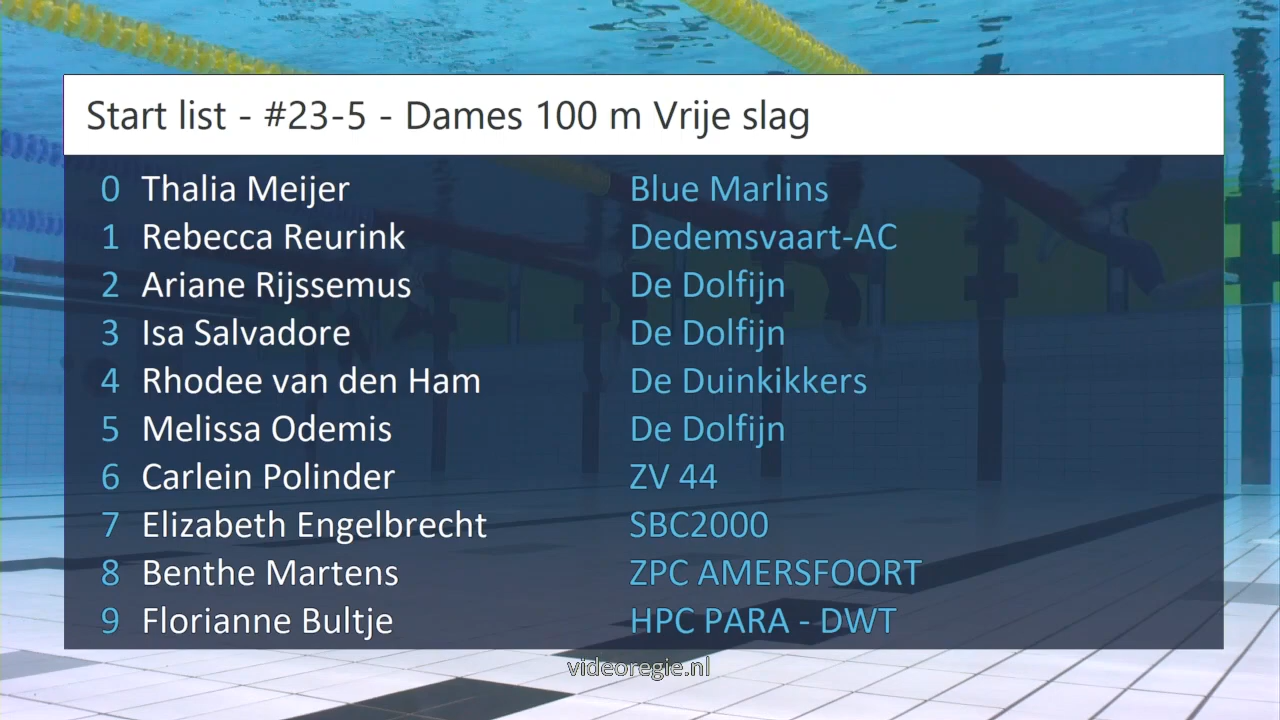 Start list - #23-5 - Dames 100 m Vrije slag
0 Thalia Meijer Blue Marlins
1 Rebecca Reurink Dedemsvaart-AC
2 Ariane Rijssemus De Dolfijn
3 Isa Salvadore De Dolfijn
4 Rhodee van den Ham De Duinkikkers
5 Melissa Odemis De Dolfijn
6 Carlein Polinder ZV 44
7 Elizabeth Engelbrecht SBC2000
8 Benthe Martens ZPC AMERSFOORT
9 Florianne Bultje HPC PARA - DWT
videoregie.nl